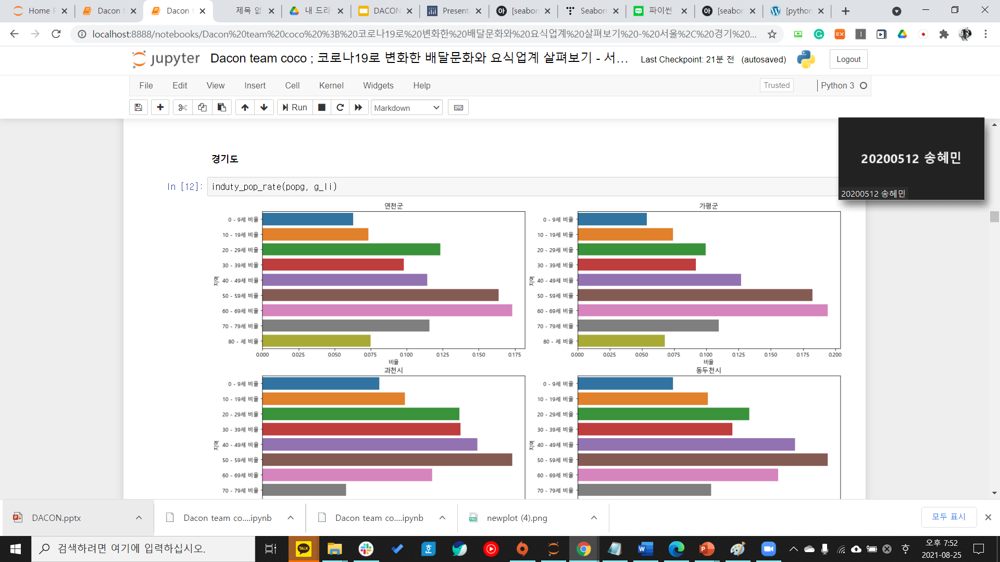 Home P
Dacon t
Dacon t
제목 없
내 드라
DACON
Present
[seabor
Seabor
파이썬
[seabor
[python
localhost:8888/notebooks/Dacon%20team%20coco%20%3B%20코로나19로%20변화한%20배달문화와%20요식업계%20살펴보기%20-%20서울%2C%20경기%20...
jupyter
Dacon team coco ; 코로나19로 변화한 배달문화와 요식업계 살펴보기 - 서...
Last Checkpoint: 21분 전 (autosaved)
Logout
File Edit View Insert Cell Kernel Widgets Help
Trusted
Python 3
Run
Markdown
20200512 송혜민
20200512 송혜민
경기도
In [12]:
induty_pop_rate(popg, g_li)
연천군
0 - 9세 비율
10 - 19세 비율
20 - 29세 비율
30 - 39세 비율
지역
40 - 49세 비율
50 - 59세 비율
60 - 69세 비율
70 - 79세 비율
80 - 세 비율
0.000 0.025 0.050 0.075 0.100 0.125 0.150 0.175
비율
가평군
0 - 9세 비율
10 - 19세 비율
20 - 29세 비율
30 - 39세 비율
지역
40 - 49세 비율
50 - 59세 비율
60 - 69세 비율
70 - 79세 비율
80 - 세 비율
0.000 0.025 0.050 0.075 0.100 0.125 0.150 0.175 0.200
비율
과천시
0 - 9세 비율
10 - 19세 비율
20 - 29세 비율
30 - 39세 비율
지역
40 - 49세 비율
50 - 59세 비율
60 - 69세 비율
70 - 79세 비율
동두천시
0 - 9세 비율
10 - 19세 비율
20 - 29세 비율
30 - 39세 비율
지역
40 - 49세 비율
50 - 59세 비율
60 - 69세 비율
70 - 79세 비율
DACON.pptx
Dacon team co....ipynb
Dacon team co....ipynb
newplot (4).png
모두 표시
검색하려면 여기에 입력하십시오.
TALK
오후 7:52
2021-08-25